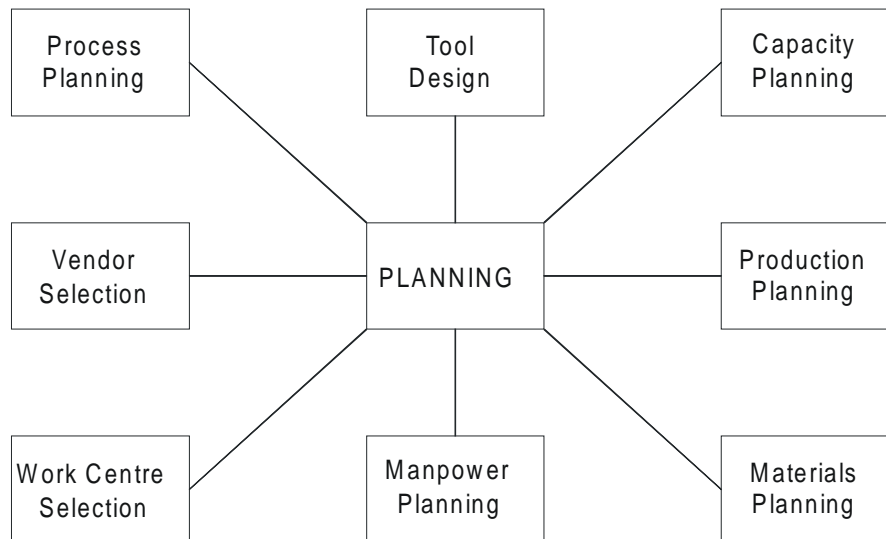 Process
Planning
Tool
Design
Capacity
Planning
Vendor
Selection
PLANNING
Production
Planning
Work Centre
Selection
Manpower
Planning
Materials
Planning